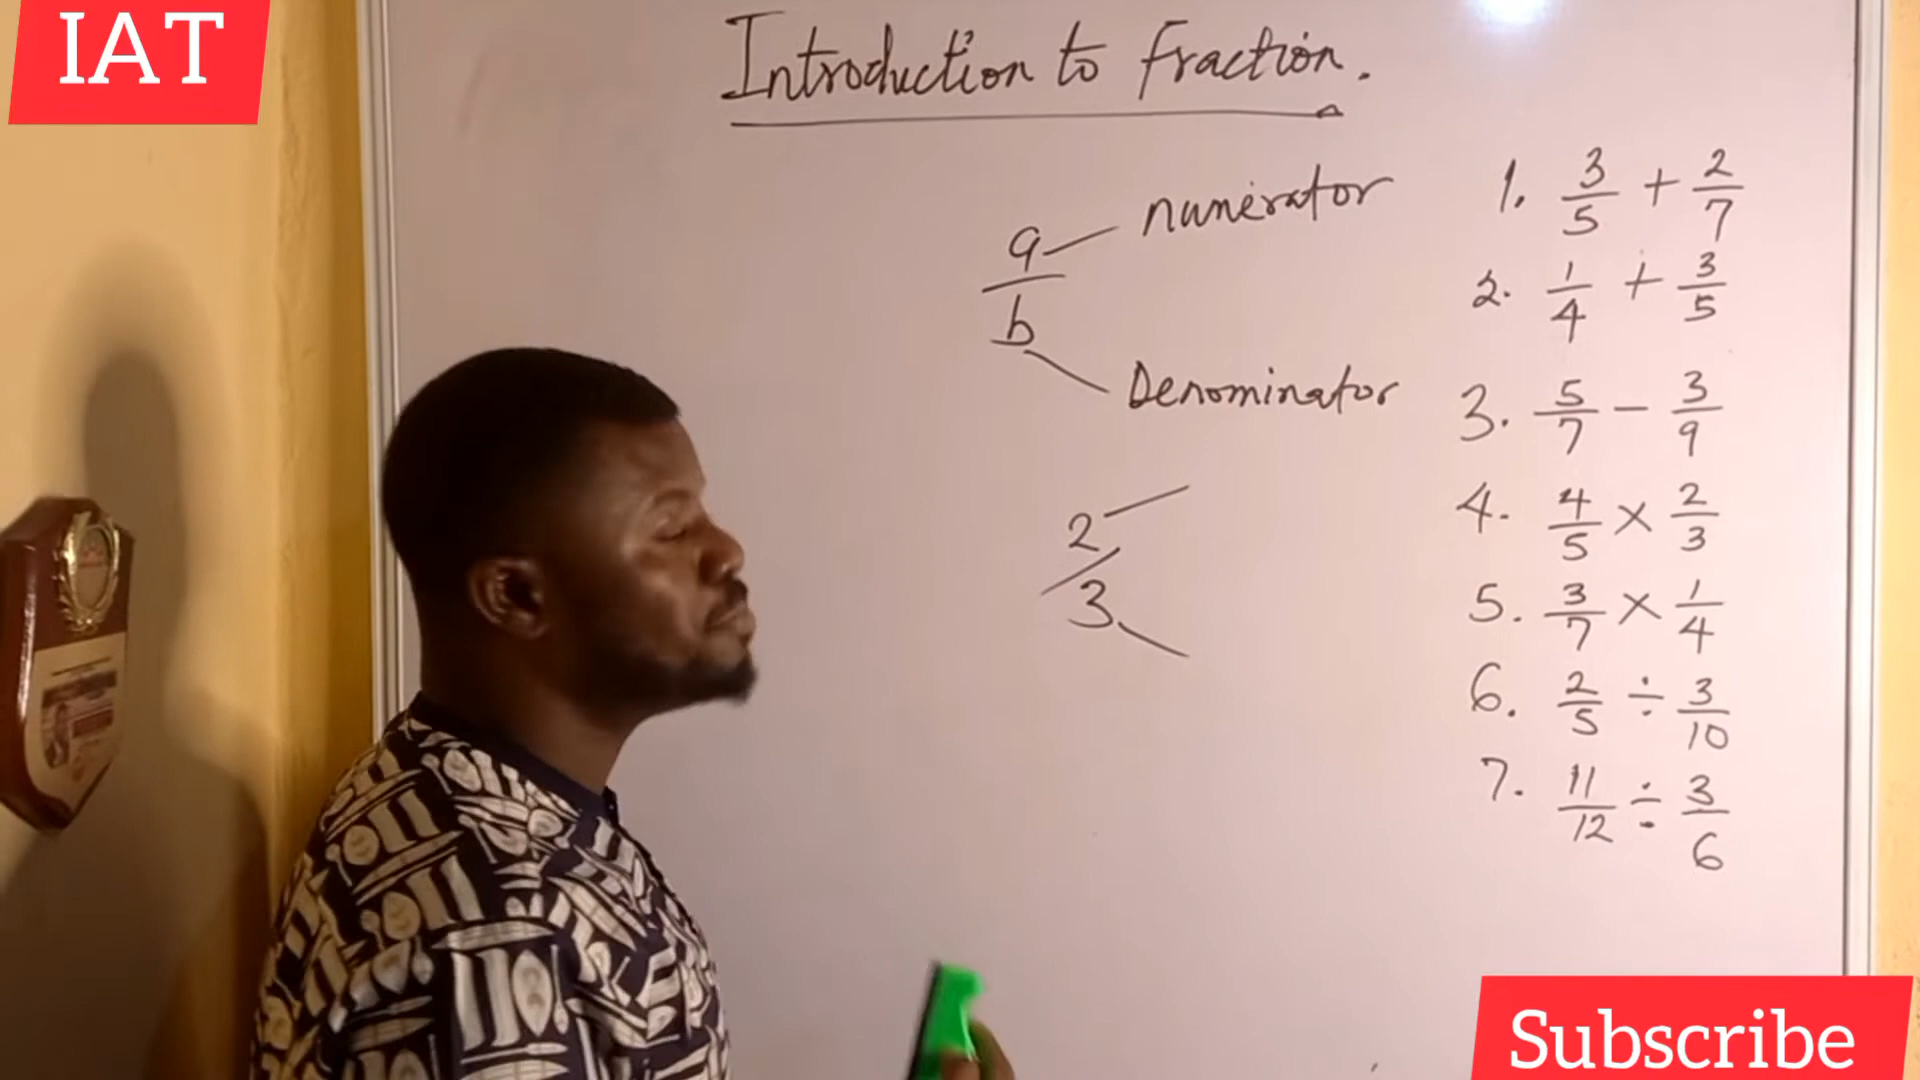 IAT
Introduction to fraction.
a numerator
b Denominator
2/3
1. 3/5 + 2/7
2. 1/4 + 3/5
3. 5/7 - 3/9
4. 4/5 × 2/3
5. 3/7 × 1/4
6. 2/5 ÷ 3/10
7. 11/12 ÷ 3/6
Subscribe